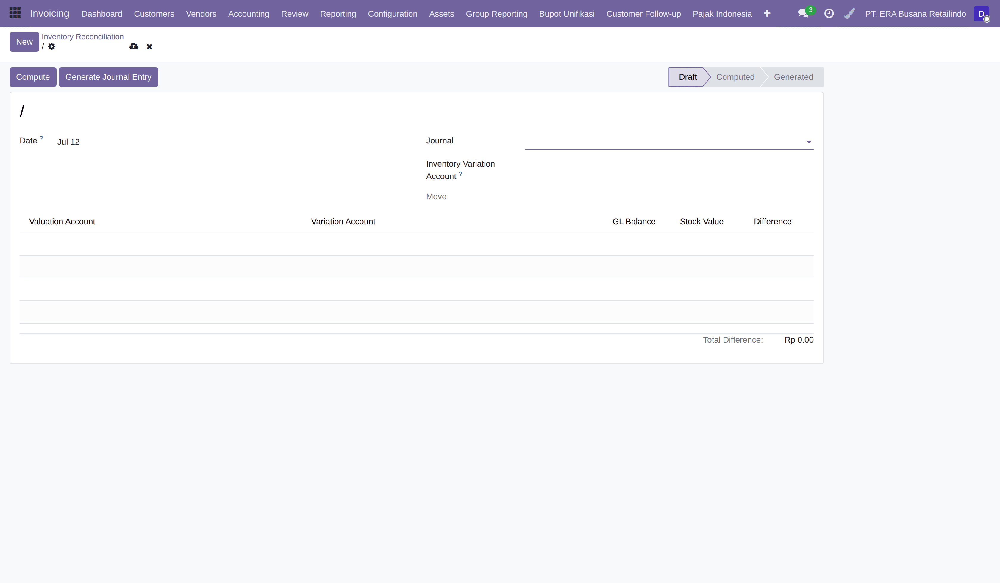 Invoicing Dashboard Customers Vendors Accounting Review Reporting Configuration Assets Group Reporting Bupot Unifikasi Customer Follow-up Pajak Indonesia 3 PT. ERA Busana Retailindo D
New
Inventory Reconciliation
/
Compute Generate Journal Entry Draft Computed Generated
/
Date ? Jul 12 Journal
Inventory Variation
Account ?
Move
Valuation Account Variation Account GL Balance Stock Value Difference
Total Difference: Rp 0.00